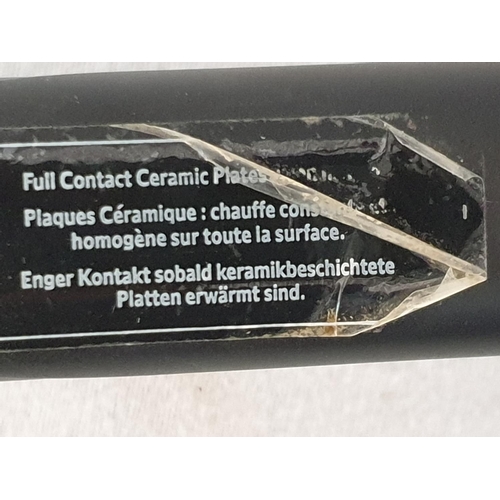 Full Contact Ceramic Plates
Plaques Céramique : chauffe
homogène sur toute la surface.
Enger Kontakt sobald keramikbeschichtete
Platten erwärmt sind.